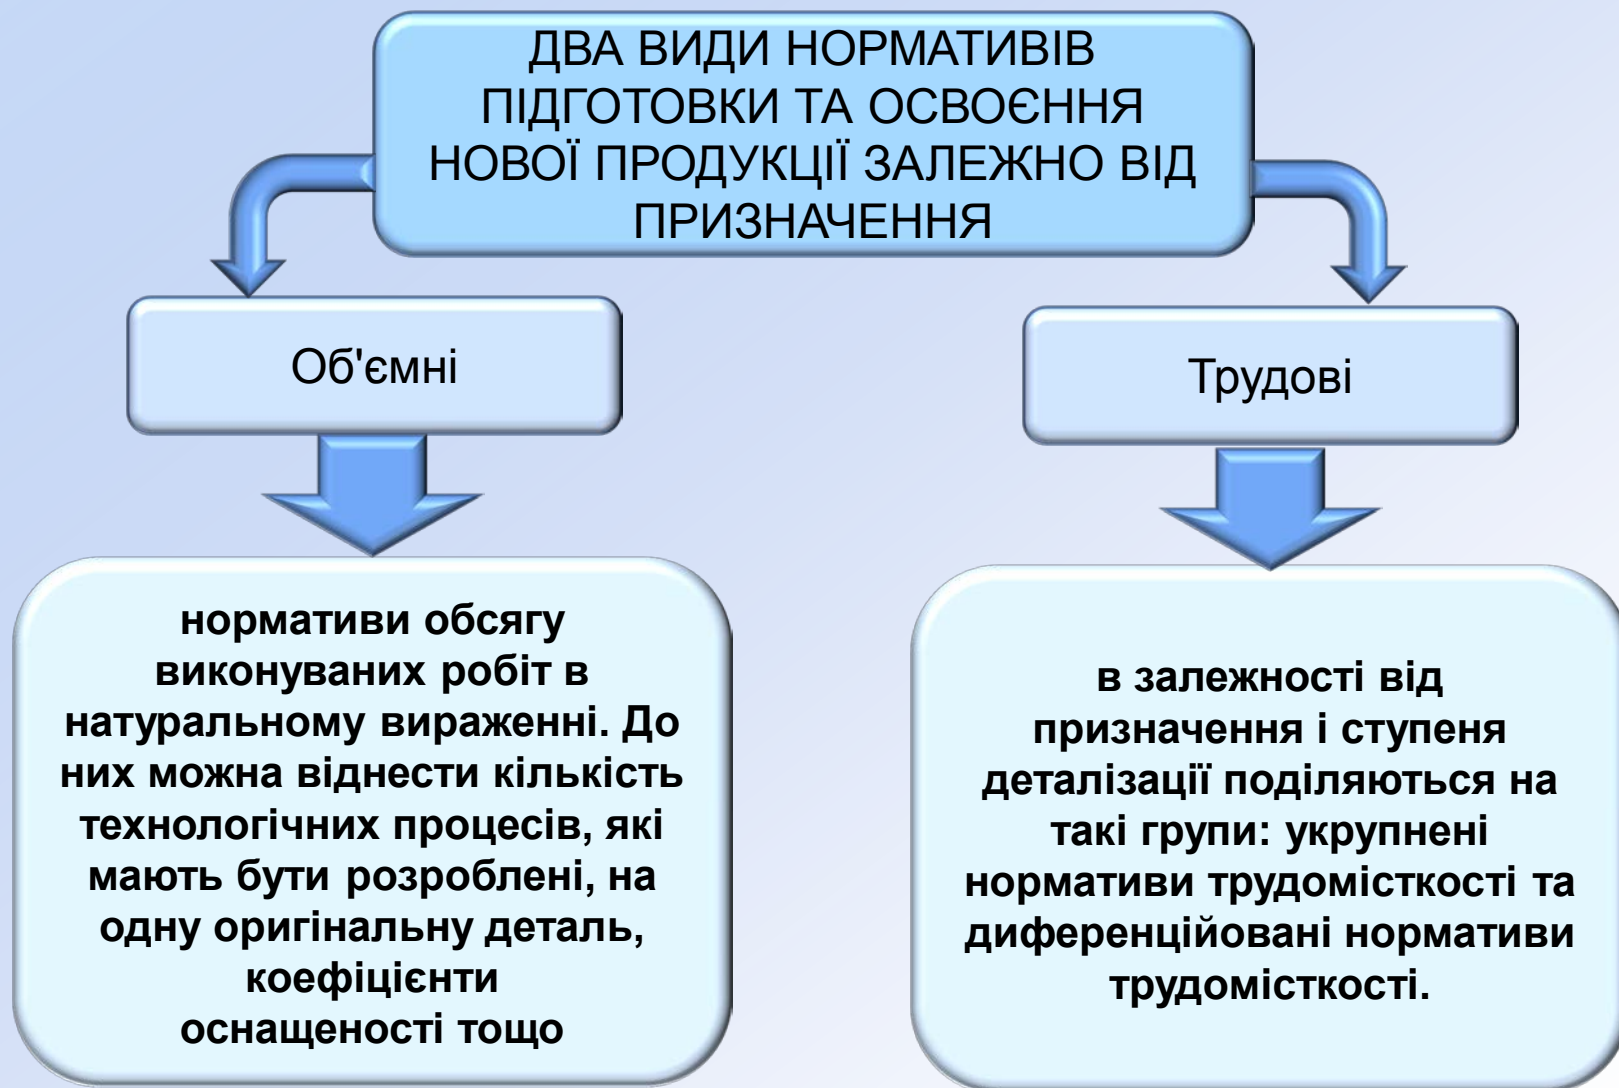 ДВА ВИДИ НОРМАТИВІВ
ПІДГОТОВКИ ТА ОСВОЄННЯ
НОВОЇ ПРОДУКЦІЇ ЗАЛЕЖНО ВІД
ПРИЗНАЧЕННЯ
Об'ємні
Трудові
нормативи обсягу
виконуваних робіт в
натуральному вираженні. До
них можна віднести кількість
технологічних процесів, які
мають бути розроблені, на
одну оригінальну деталь,
коефіцієнти
оснащеності тощо
в залежності від
призначення і ступеня
деталізації поділяються на
такі групи: укрупнені
нормативи трудомісткості та
диференційовані нормативи
трудомісткості.